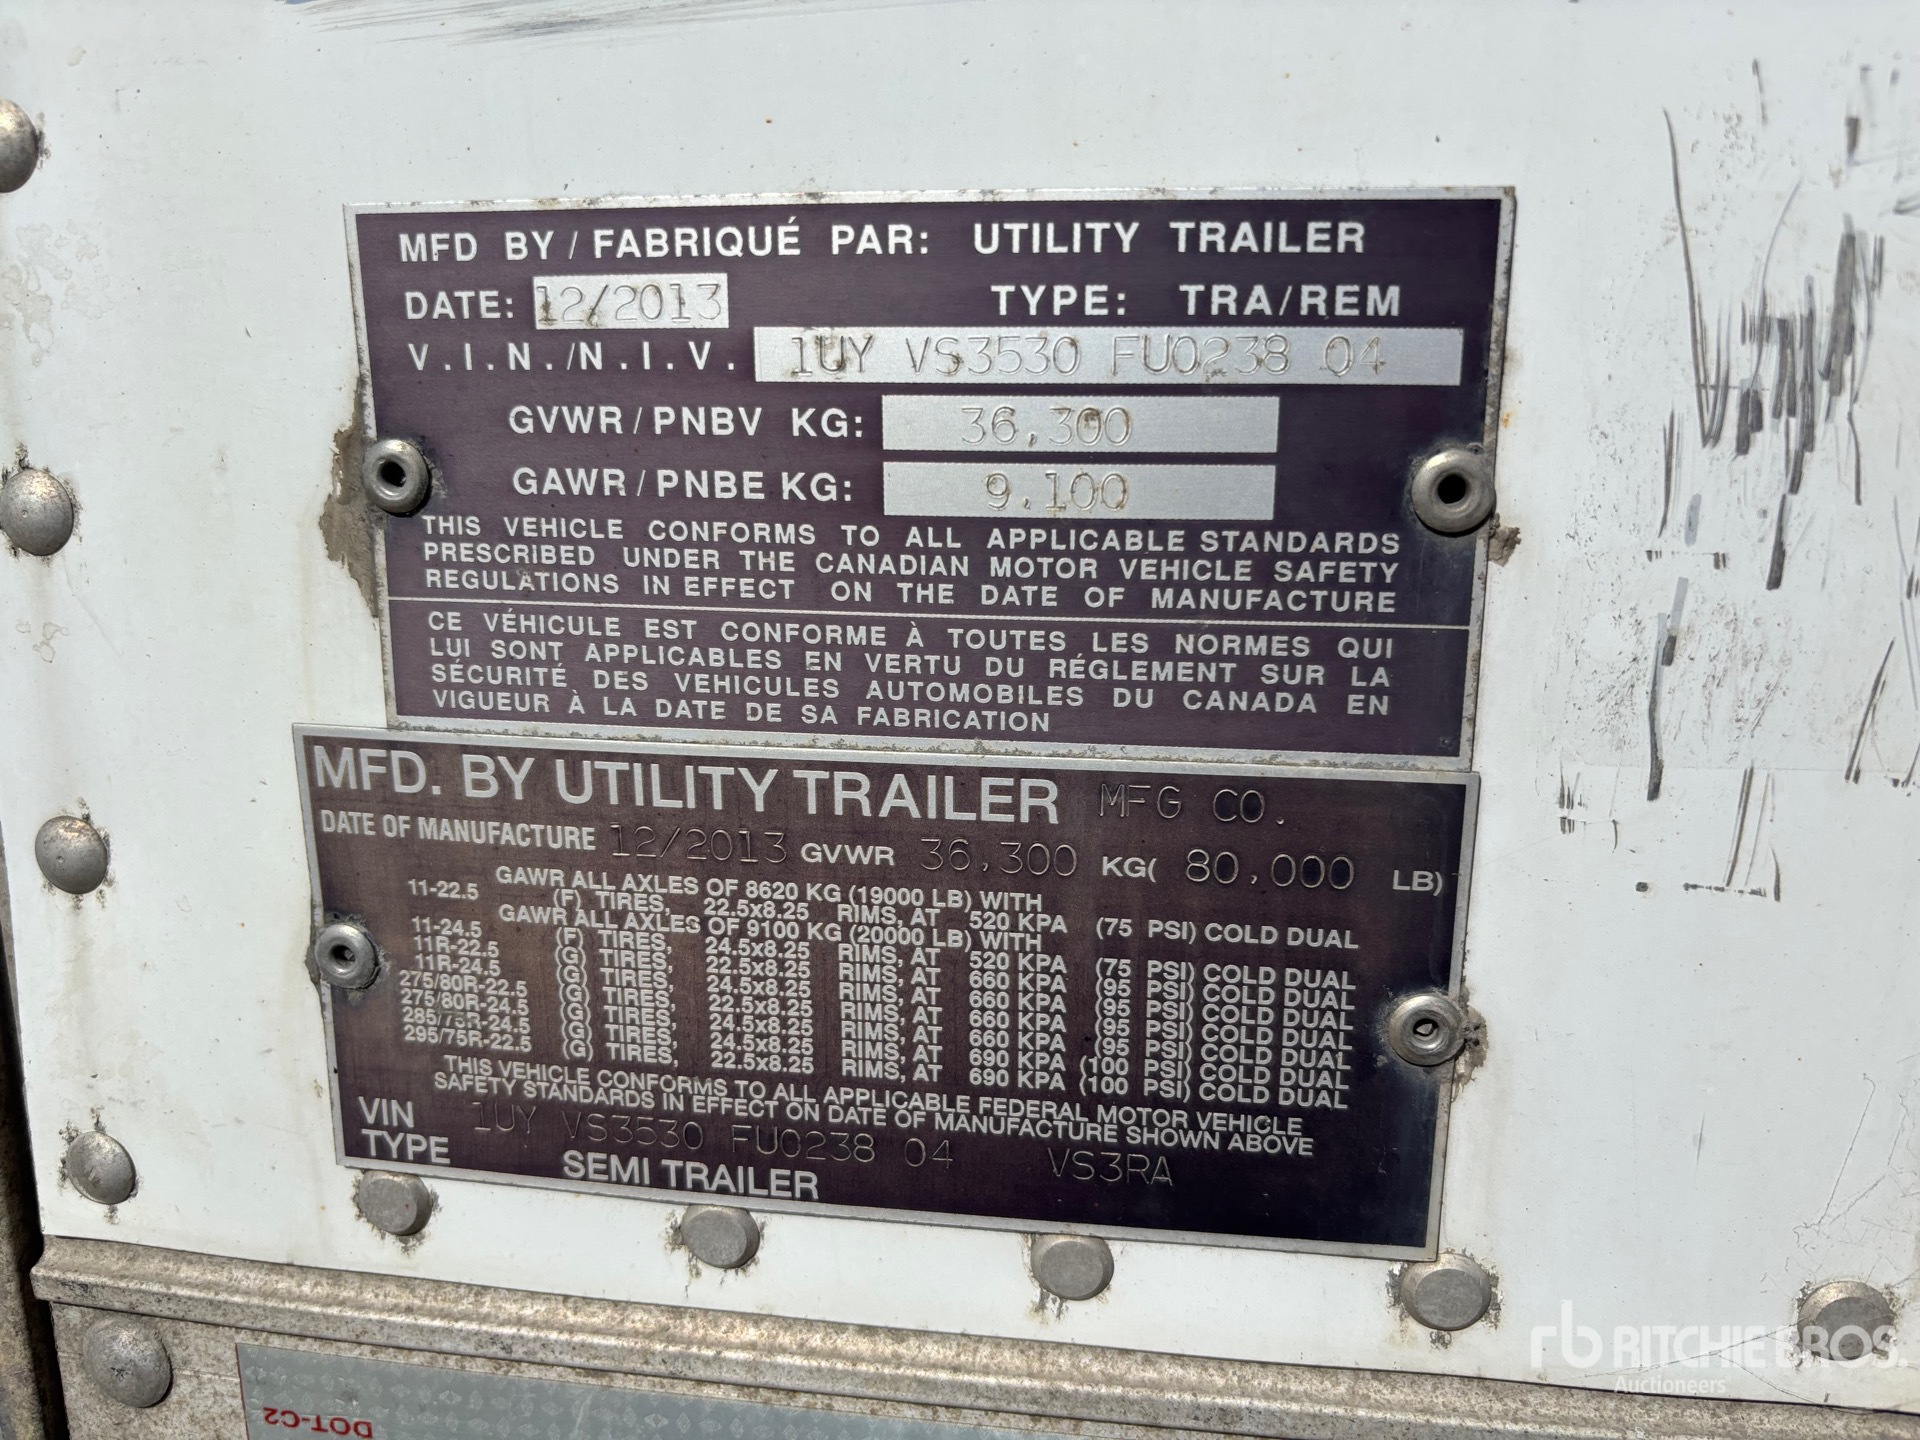 MFD BY / FABRIQUÉ PAR: UTILITY TRAILER
DATE: 12/2013 TYPE: TRA/REM
V.I.N./N.I.V. 1UY VS3530 FU0238 04
GVWR / PNBV KG: 36,300
GAWR / PNBE KG: 9,100
THIS VEHICLE CONFORMS TO ALL APPLICABLE STANDARDS
PRESCRIBED UNDER THE CANADIAN MOTOR VEHICLE SAFETY
REGULATIONS IN EFFECT ON THE DATE OF MANUFACTURE
CE VÉHICULE EST CONFORME À TOUTES LES NORMES QUI
LUI SONT APPLICABLES EN VERTU DU RÉGLEMENT SUR LA
SÉCURITÉ DES VEHICULES AUTOMOBILES DU CANADA EN
VIGUEUR À LA DATE DE SA FABRICATION
MFD. BY UTILITY TRAILER MFG CO.
DATE OF MANUFACTURE 12/2013 GVWR 36,300 KG( 80,000 LB)
GAWR ALL AXLES OF 8620 KG (19000 LB) WITH
11-22.5 (F) TIRES, 22.5x8.25 RIMS, AT 520 KPA (75 PSI) COLD DUAL
GAWR ALL AXLES OF 9100 KG (20000 LB) WITH
11-24.5 (F) TIRES, 24.5x8.25 RIMS, AT 520 KPA (75 PSI) COLD DUAL
11R-22.5 (G) TIRES, 22.5x8.25 RIMS, AT 660 KPA (95 PSI) COLD DUAL
11R-24.5 (G) TIRES, 24.5x8.25 RIMS, AT 660 KPA (95 PSI) COLD DUAL
275/80R-22.5 (G) TIRES, 22.5x8.25 RIMS, AT 660 KPA (95 PSI) COLD DUAL
275/80R-24.5 (G) TIRES, 24.5x8.25 RIMS, AT 660 KPA (95 PSI) COLD DUAL
285/75R-24.5 (G) TIRES, 24.5x8.25 RIMS, AT 690 KPA (100 PSI) COLD DUAL
295/75R-22.5 (G) TIRES, 22.5x8.25 RIMS, AT 690 KPA (100 PSI) COLD DUAL
THIS VEHICLE CONFORMS TO ALL APPLICABLE FEDERAL MOTOR VEHICLE
SAFETY STANDARDS IN EFFECT ON DATE OF MANUFACTURE SHOWN ABOVE
VIN 1UY VS3530 FU0238 04 VS3RA
TYPE SEMI TRAILER
DOT-C2
rb RITCHIE BROS.
Auctioneers